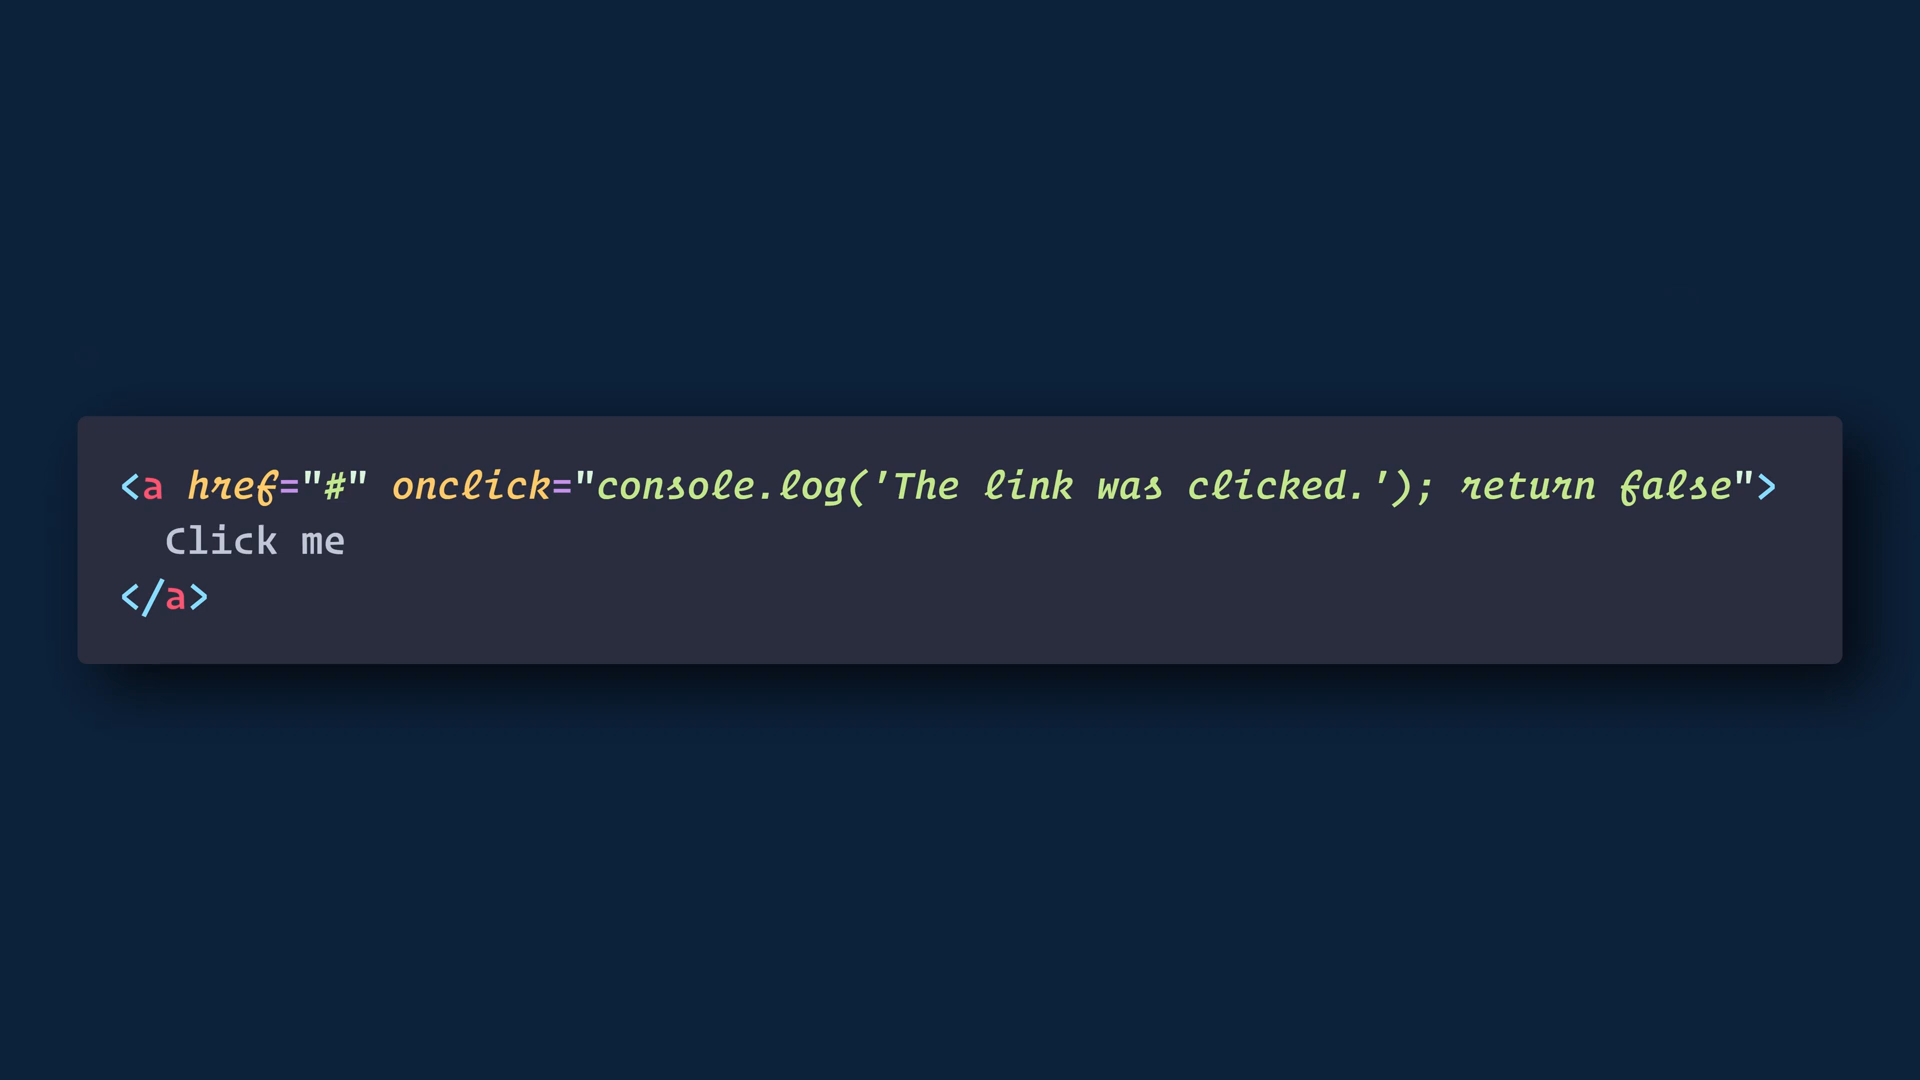 <a href="#" onclick="console.log('The link was clicked.'); return false">
  Click me
</a>